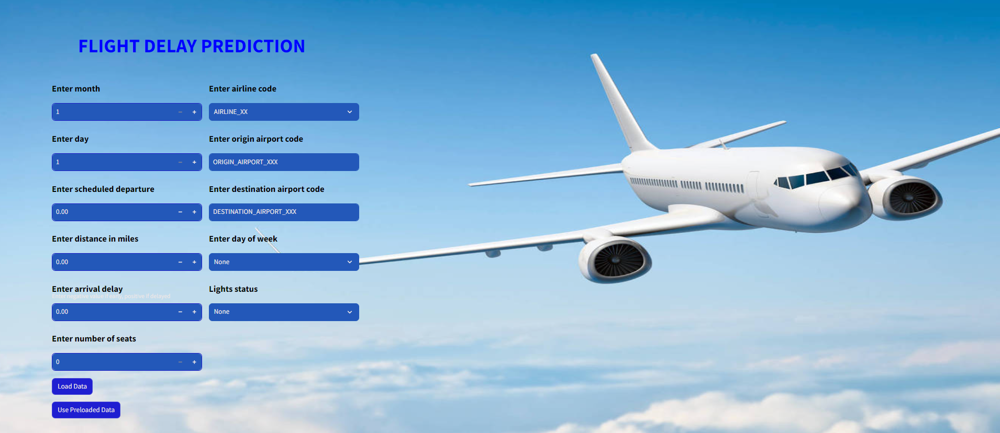 FLIGHT DELAY PREDICTION
Enter month
1
Enter day
1
Enter scheduled departure
0.00
Enter distance in miles
0.00
Enter arrival delay
Enter negative value if early, positive if delayed
0.00
Enter number of seats
0
Load Data
Use Preloaded Data
Enter airline code
AIRLINE_XX
Enter origin airport code
ORIGIN_AIRPORT_XXX
Enter destination airport code
DESTINATION_AIRPORT_XXX
Enter day of week
None
Lights status
None